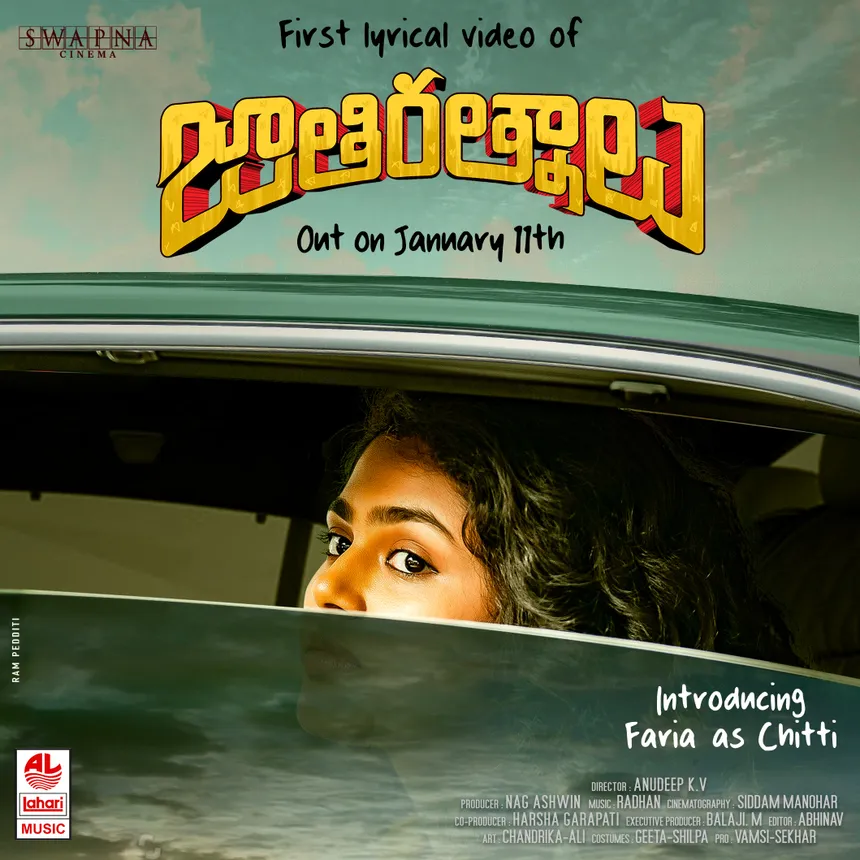 SWAPNA
CINEMA
First lyrical video of
జాతిరత్నాలు
Out on January 11th
RAM PEDDITI
Introducing
Faria as Chitti
lahari
MUSIC
DIRECTOR : ANUDEEP K.V
PRODUCER : NAG ASHWIN MUSIC : RADHAN CINEMATOGRAPHY : SIDDAM MANOHAR
CO-PRODUCER : HARSHA GARAPATI EXECUTIVE PRODUCER : BALAJI. M EDITOR : ABHINAV
ART : CHANDRIKA-ALI COSTUMES : GEETA-SHILPA PRO : VAMSI-SEKHAR